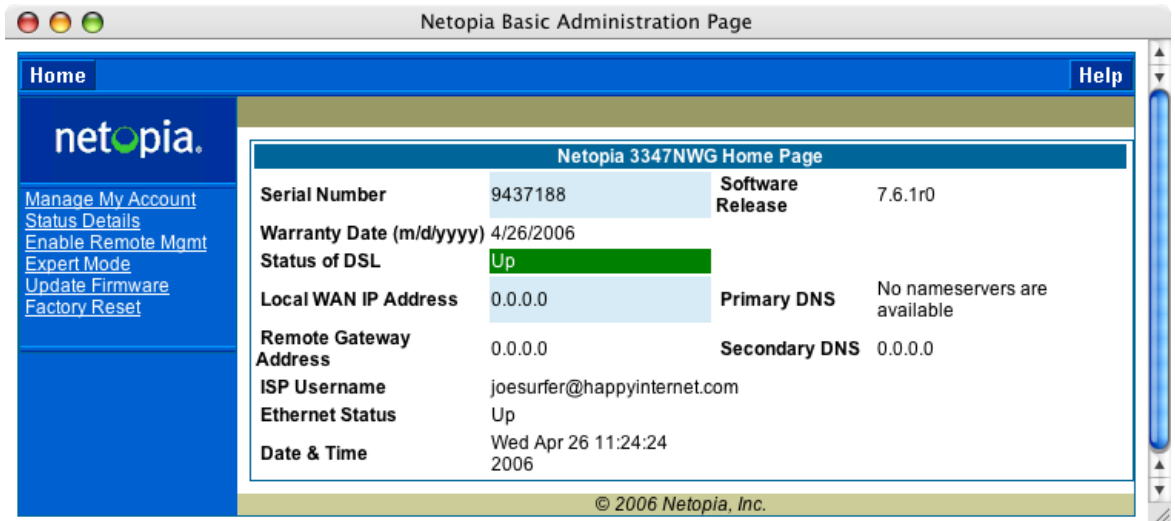 Netopia Basic Administration Page
Home
Help
netopia.
Manage My Account
Status Details
Enable Remote Mgmt
Expert Mode
Update Firmware
Factory Reset
Netopia 3347NWG Home Page
Serial Number 9437188 Software Release 7.6.1r0
Warranty Date (m/d/yyyy) 4/26/2006
Status of DSL Up
Local WAN IP Address 0.0.0.0 Primary DNS No nameservers are available
Remote Gateway Address 0.0.0.0 Secondary DNS 0.0.0.0
ISP Username joesurfer@happyinternet.com
Ethernet Status Up
Date & Time Wed Apr 26 11:24:24 2006
© 2006 Netopia, Inc.